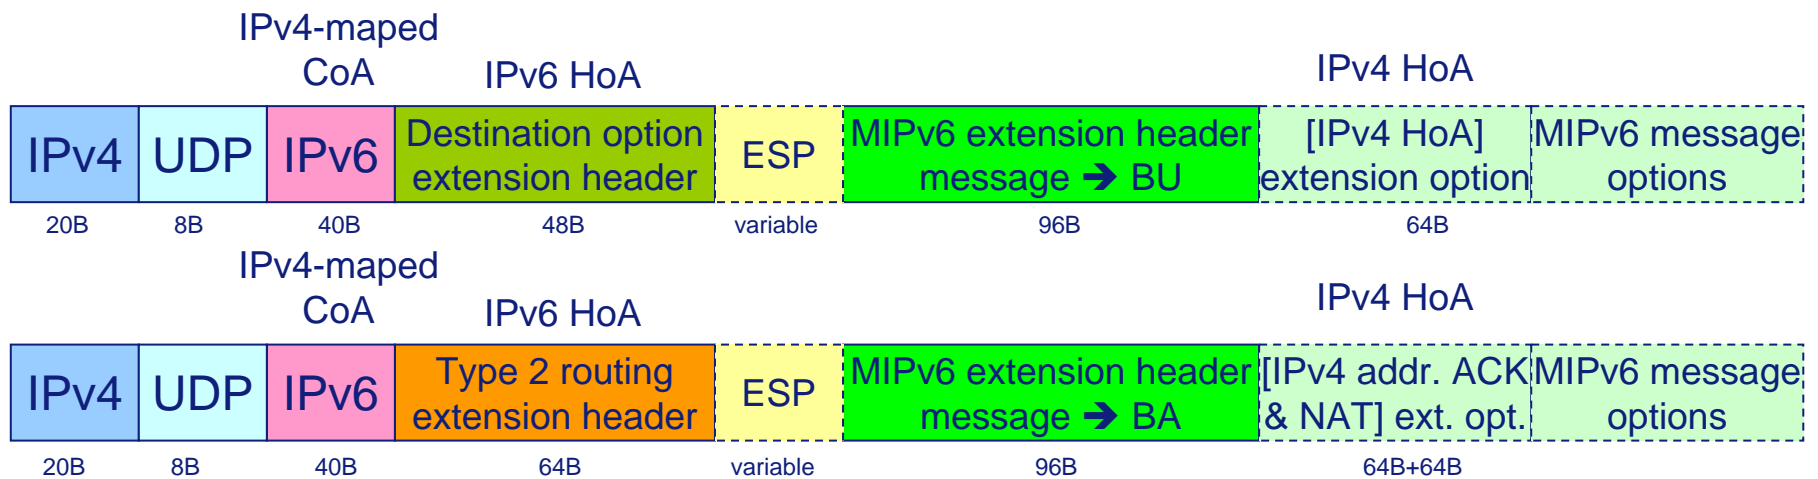 IPv4-maped
CoA
IPv6 HoA
IPv4 HoA
IPv4
UDP
IPv6
Destination option
extension header
ESP
MIPv6 extension header
message ➔ BU
[IPv4 HoA]
extension option
MIPv6 message
options
20B
8B
40B
48B
variable
96B
64B
IPv4-maped
CoA
IPv6 HoA
IPv4 HoA
IPv4
UDP
IPv6
Type 2 routing
extension header
ESP
MIPv6 extension header
message ➔ BA
[IPv4 addr. ACK
& NAT] ext. opt.
MIPv6 message
options
20B
8B
40B
64B
variable
96B
64B+64B